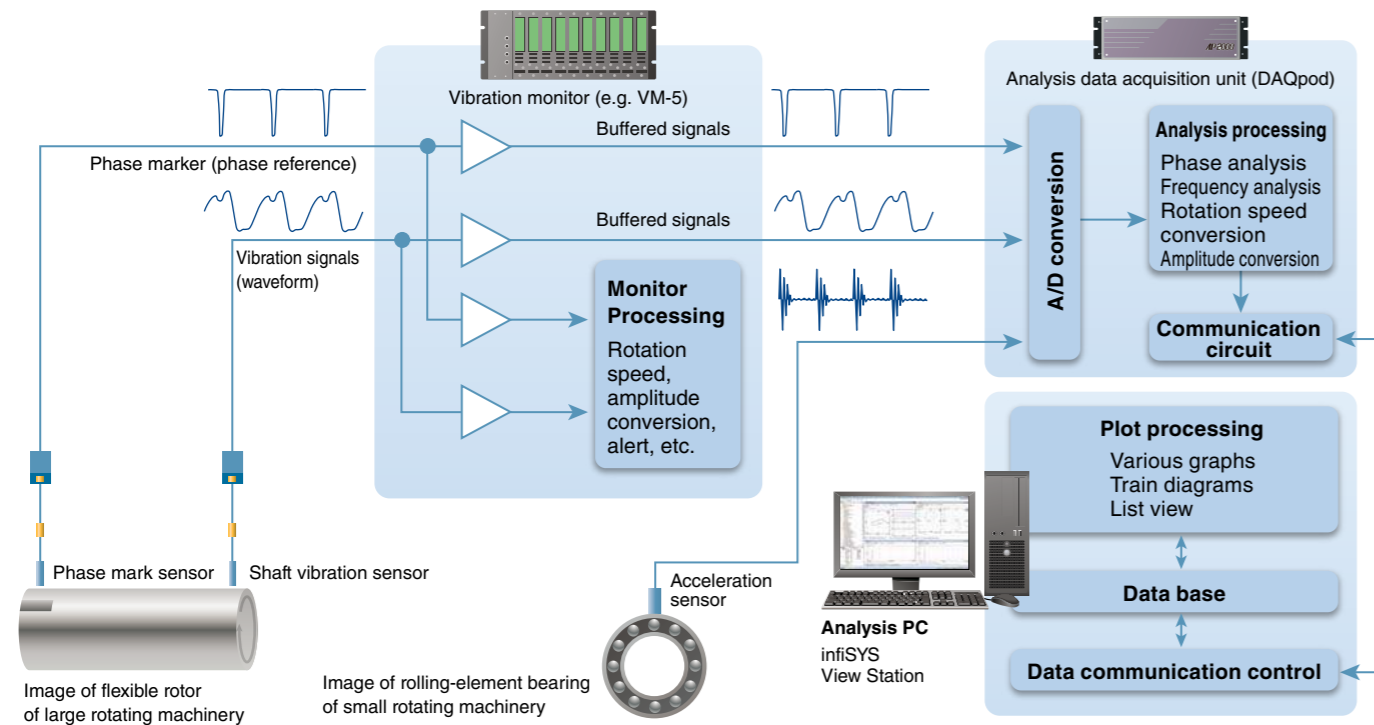 Vibration monitor (e.g. VM-5)
Analysis data acquisition unit (DAQpod)
Buffered signals
Phase marker (phase reference)
Buffered signals
Vibration signals
(waveform)
Monitor
Processing
Rotation
speed,
amplitude
conversion,
alert, etc.
A/D conversion
Analysis processing
Phase analysis
Frequency analysis
Rotation speed
conversion
Amplitude conversion
Communication
circuit
Plot processing
Various graphs
Train diagrams
List view
Data base
Data communication control
Phase mark sensor
Shaft vibration sensor
Acceleration
sensor
Analysis PC
infiSYS
View Station
Image of flexible rotor
of large rotating machinery
Image of rolling-element bearing
of small rotating machinery